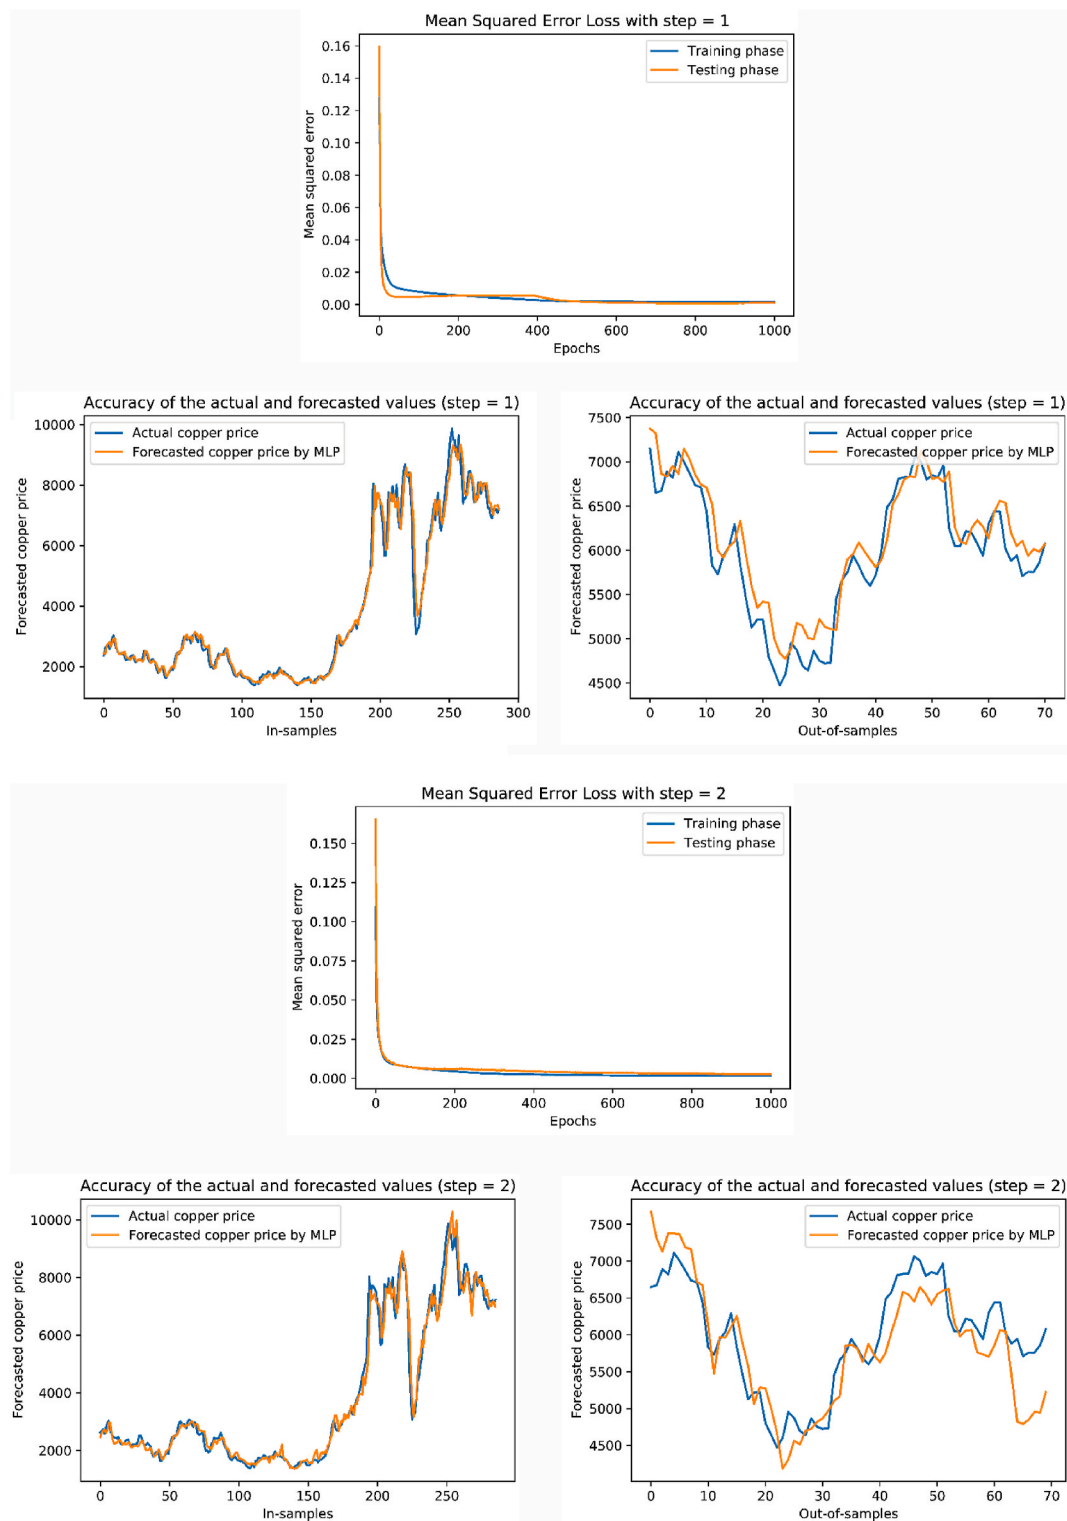 Mean Squared Error Loss with step = 1
Training phase
Testing phase
Mean squared error
0.16
0.14
0.12
0.10
0.08
0.06
0.04
0.02
0.00
0 200 400 600 800 1000
Epochs
Accuracy of the actual and forecasted values (step = 1)
Actual copper price
Forecasted copper price by MLP
Forecasted copper price
10000
8000
6000
4000
2000
0 50 100 150 200 250 300
In-samples
Accuracy of the actual and forecasted values (step = 1)
Actual copper price
Forecasted copper price by MLP
Forecasted copper price
7500
7000
6500
6000
5500
5000
4500
0 10 20 30 40 50 60 70
Out-of-samples
Mean Squared Error Loss with step = 2
Training phase
Testing phase
Mean squared error
0.150
0.125
0.100
0.075
0.050
0.025
0.000
0 200 400 600 800 1000
Epochs
Accuracy of the actual and forecasted values (step = 2)
Actual copper price
Forecasted copper price by MLP
Forecasted copper price
10000
8000
6000
4000
2000
0 50 100 150 200 250
In-samples
Accuracy of the actual and forecasted values (step = 2)
Actual copper price
Forecasted copper price by MLP
Forecasted copper price
7500
7000
6500
6000
5500
5000
4500
0 10 20 30 40 50 60 70
Out-of-samples